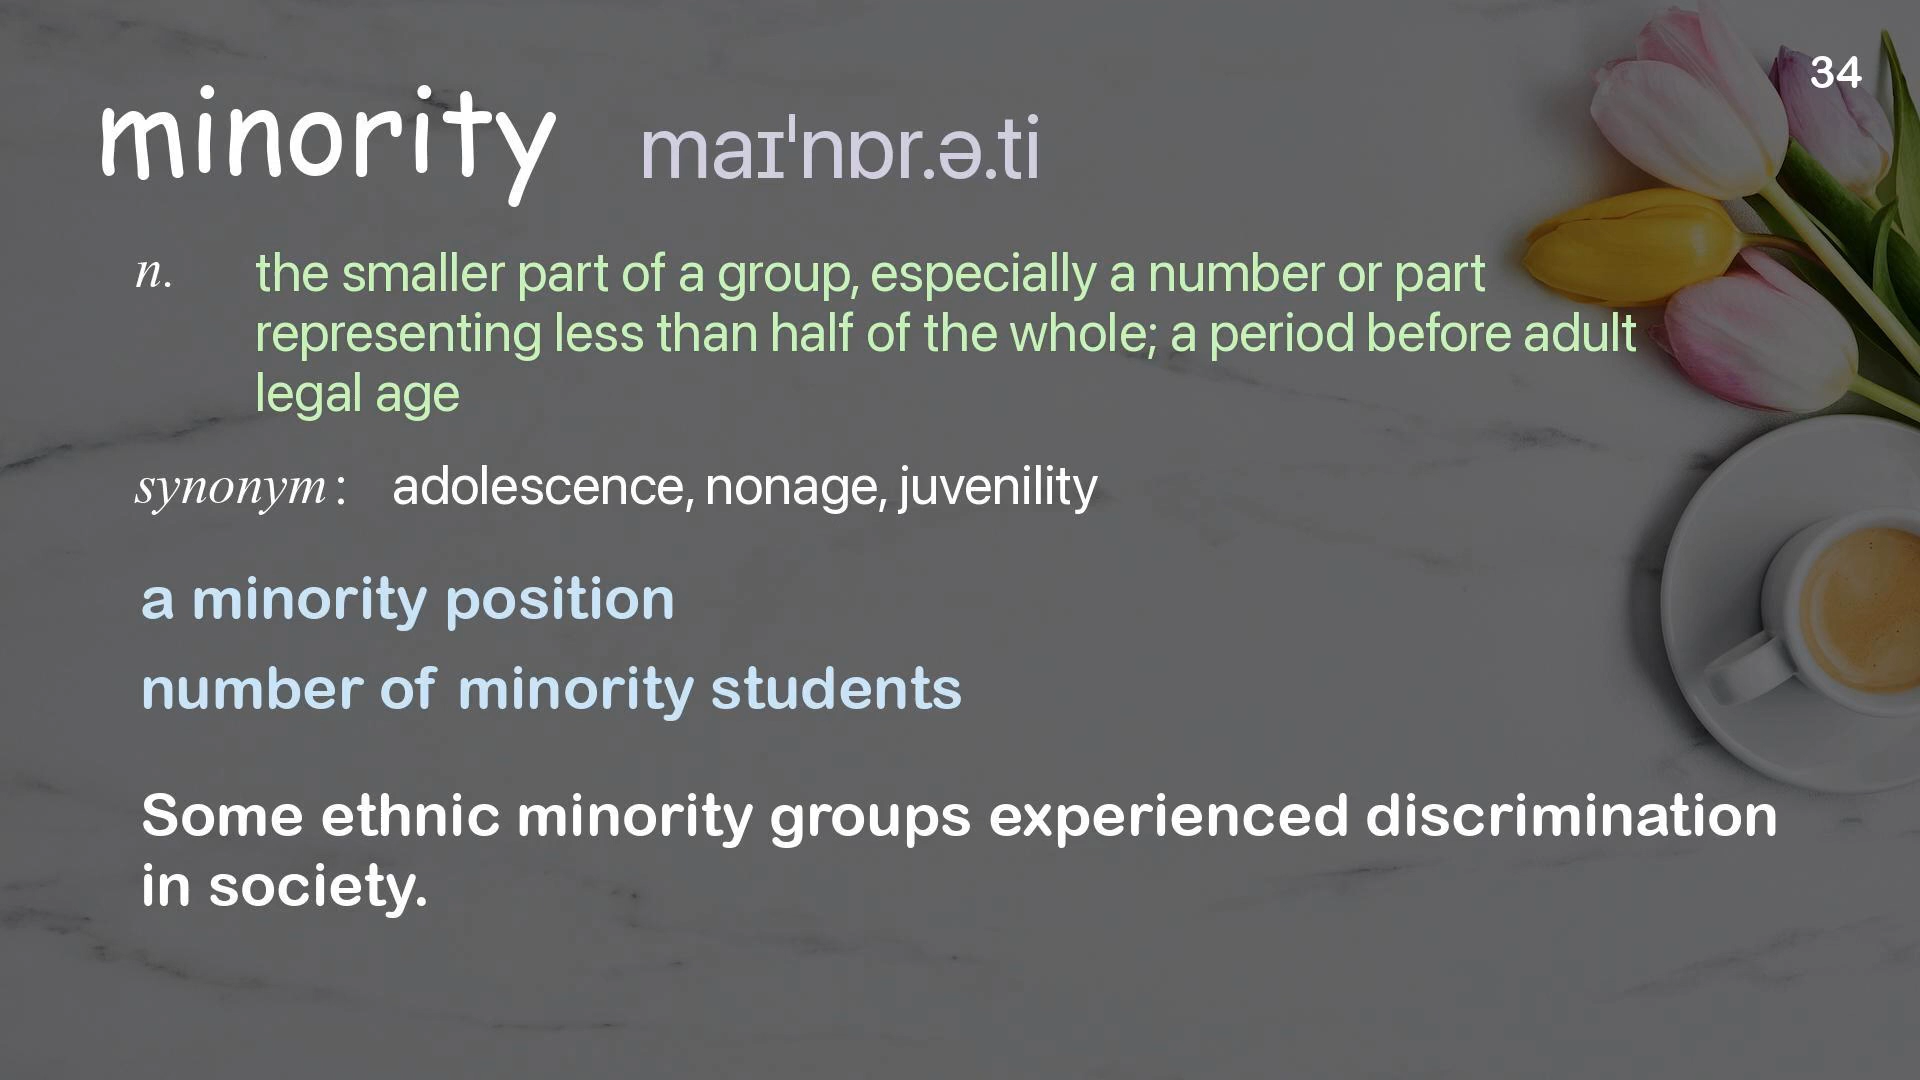 34
minority maɪˈnɒr.ə.ti
n. the smaller part of a group, especially a number or part
representing less than half of the whole; a period before adult
legal age
synonym: adolescence, nonage, juvenility
a minority position
number of minority students
Some ethnic minority groups experienced discrimination
in society.